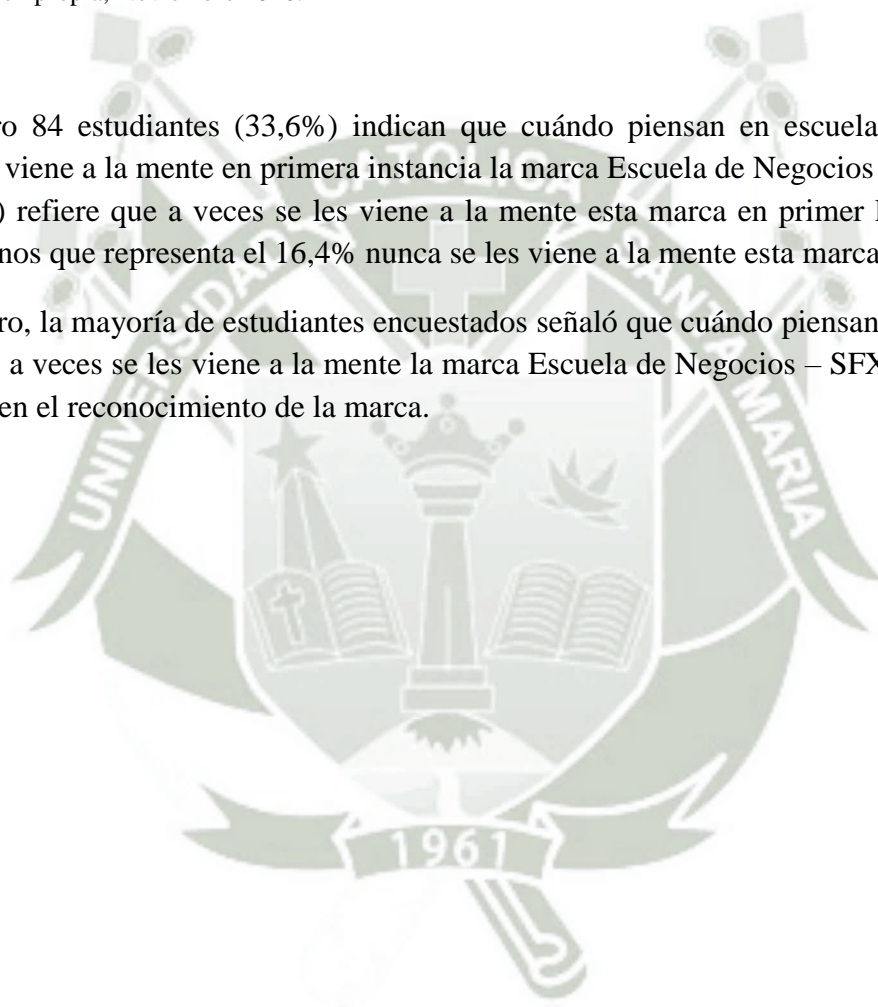 ro 84 estudiantes (33,6%) indican que cuándo piensan en escuela
viene a la mente en primera instancia la marca Escuela de Negocios
) refiere que a veces se les viene a la mente esta marca en primer
nos que representa el 16,4% nunca se les viene a la mente esta marca
ro, la mayoría de estudiantes encuestados señaló que cuándo piensan
a veces se les viene a la mente la marca Escuela de Negocios – SFX
en el reconocimiento de la marca.
UNIVERSIDAD CATOLICA SANTA MARIA
1961